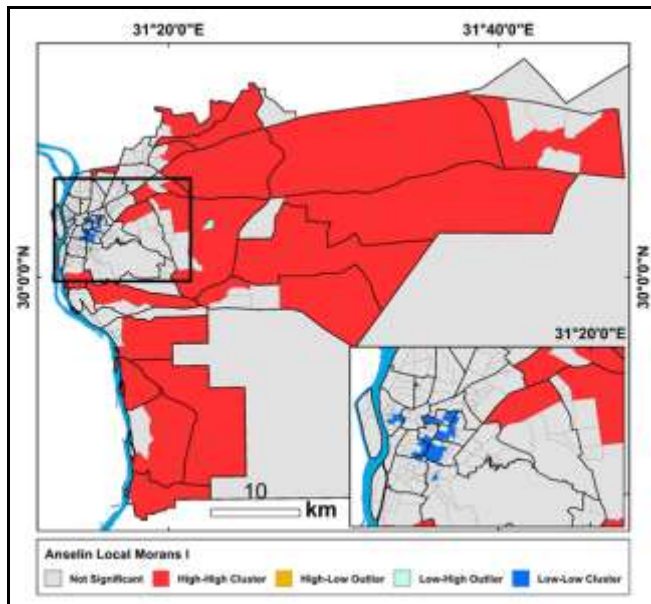 31°20'0"E 31°40'0"E
30°0'0"N 30°0'0"N
31°20'0"E
10
km
Anselin Local Morans I
Not Significant High-High Cluster High-Low Outlier Low-High Outlier Low-Low Cluster